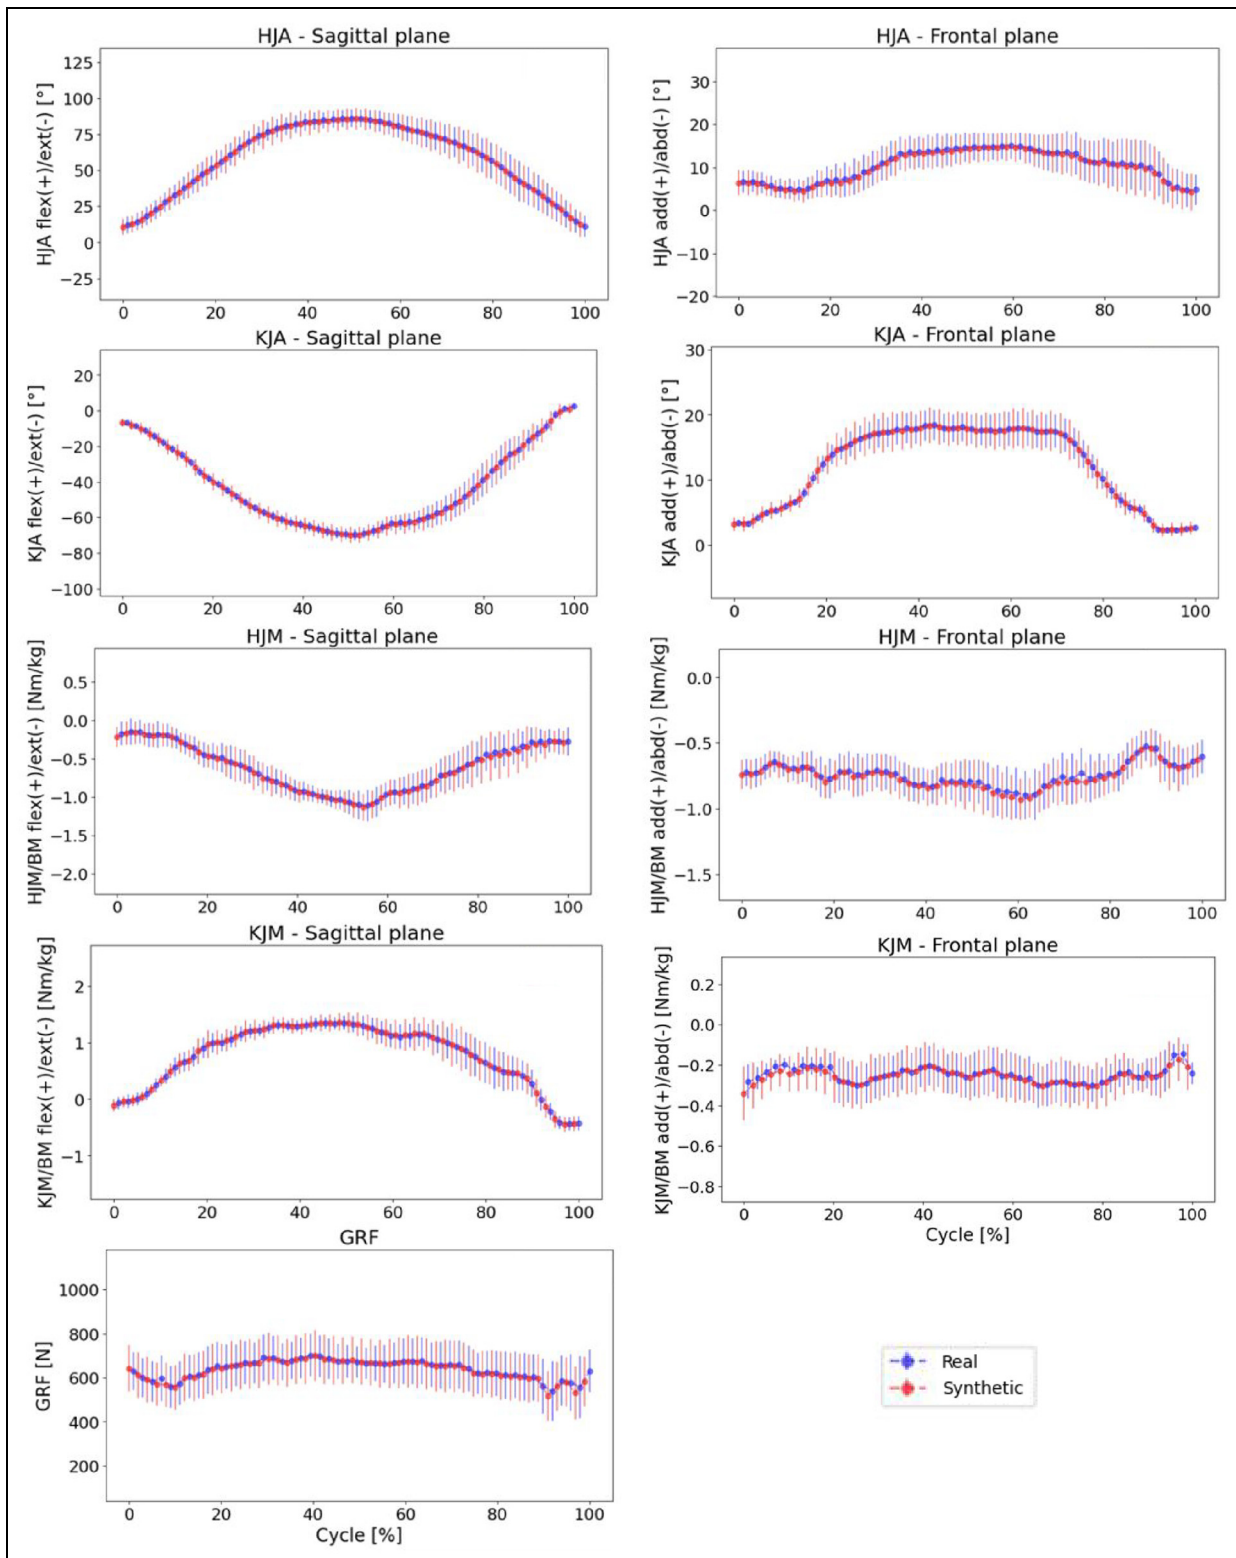 HJA - Sagittal plane
HJA flex(+)/ext(-) [°]
125
100
75
50
25
0
−25
0 20 40 60 80 100
HJA - Frontal plane
HJA add(+)/abd(-) [°]
30
20
10
0
−10
−20
0 20 40 60 80 100
KJA - Sagittal plane
KJA flex(+)/ext(-) [°]
20
0
−20
−40
−60
−80
−100
0 20 40 60 80 100
KJA - Frontal plane
KJA add(+)/abd(-) [°]
30
20
10
0
0 20 40 60 80 100
HJM - Sagittal plane
HJM/BM flex(+)/ext(-) [Nm/kg]
0.5
0.0
−0.5
−1.0
−1.5
−2.0
0 20 40 60 80 100
HJM - Frontal plane
HJM/BM add(+)/abd(-) [Nm/kg]
0.0
−0.5
−1.0
−1.5
0 20 40 60 80 100
KJM - Sagittal plane
KJM/BM flex(+)/ext(-) [Nm/kg]
2
1
0
−1
0 20 40 60 80 100
KJM - Frontal plane
KJM/BM add(+)/abd(-) [Nm/kg]
0.2
0.0
−0.2
−0.4
−0.6
−0.8
0 20 40 60 80 100
Cycle [%]
GRF
GRF [N]
1000
800
600
400
200
0 20 40 60 80 100
Cycle [%]
Real
Synthetic